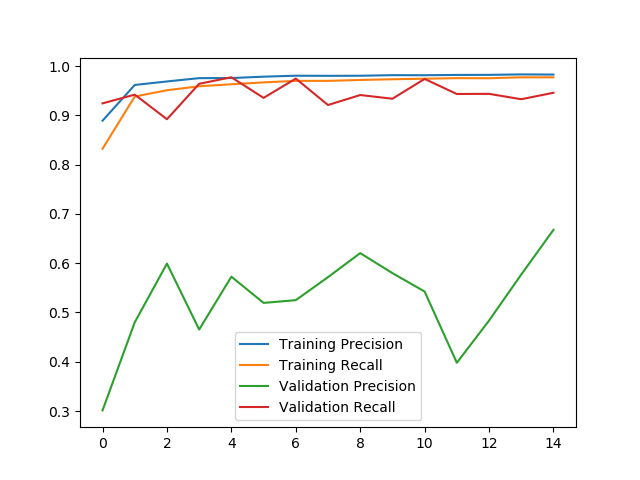 1.0
0.9
0.8
0.7
0.6
0.5
0.4
0.3
Training Precision
Training Recall
Validation Precision
Validation Recall
0 2 4 6 8 10 12 14